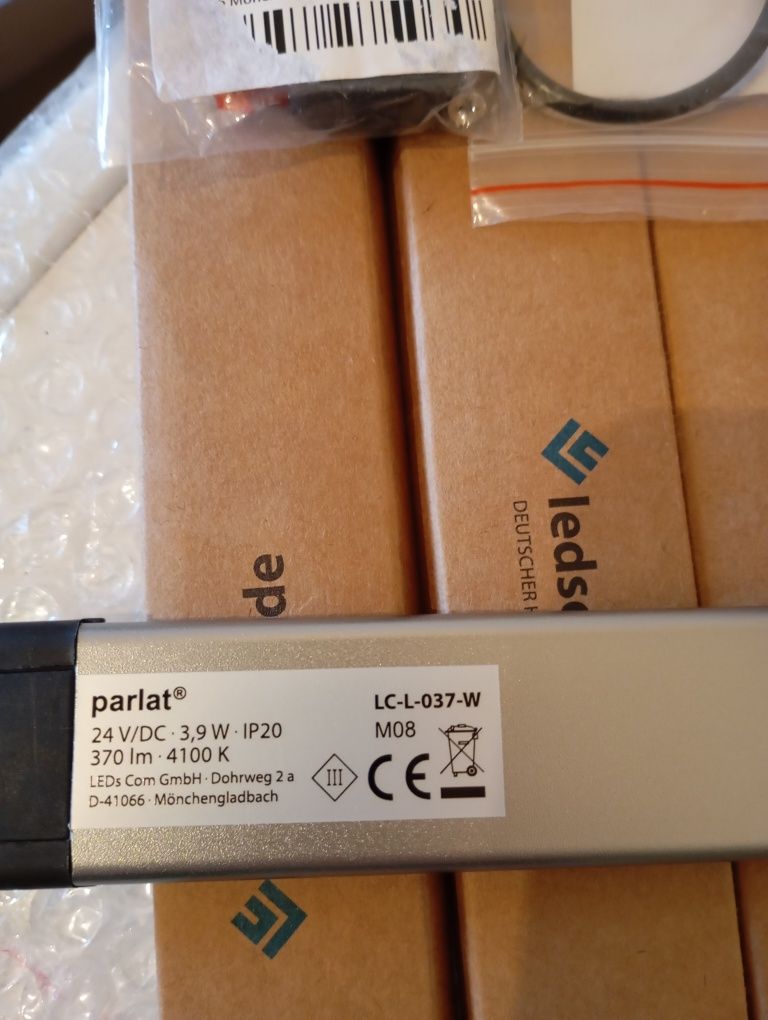 ledsc
DEUTSCHER
de
parlat®
LC-L-037-W
24 V/DC · 3,9 W · IP20
M08
370 lm · 4100 K
LEDs Com GmbH · Dohrweg 2 a
D-41066 · Mönchengladbach
III
CE